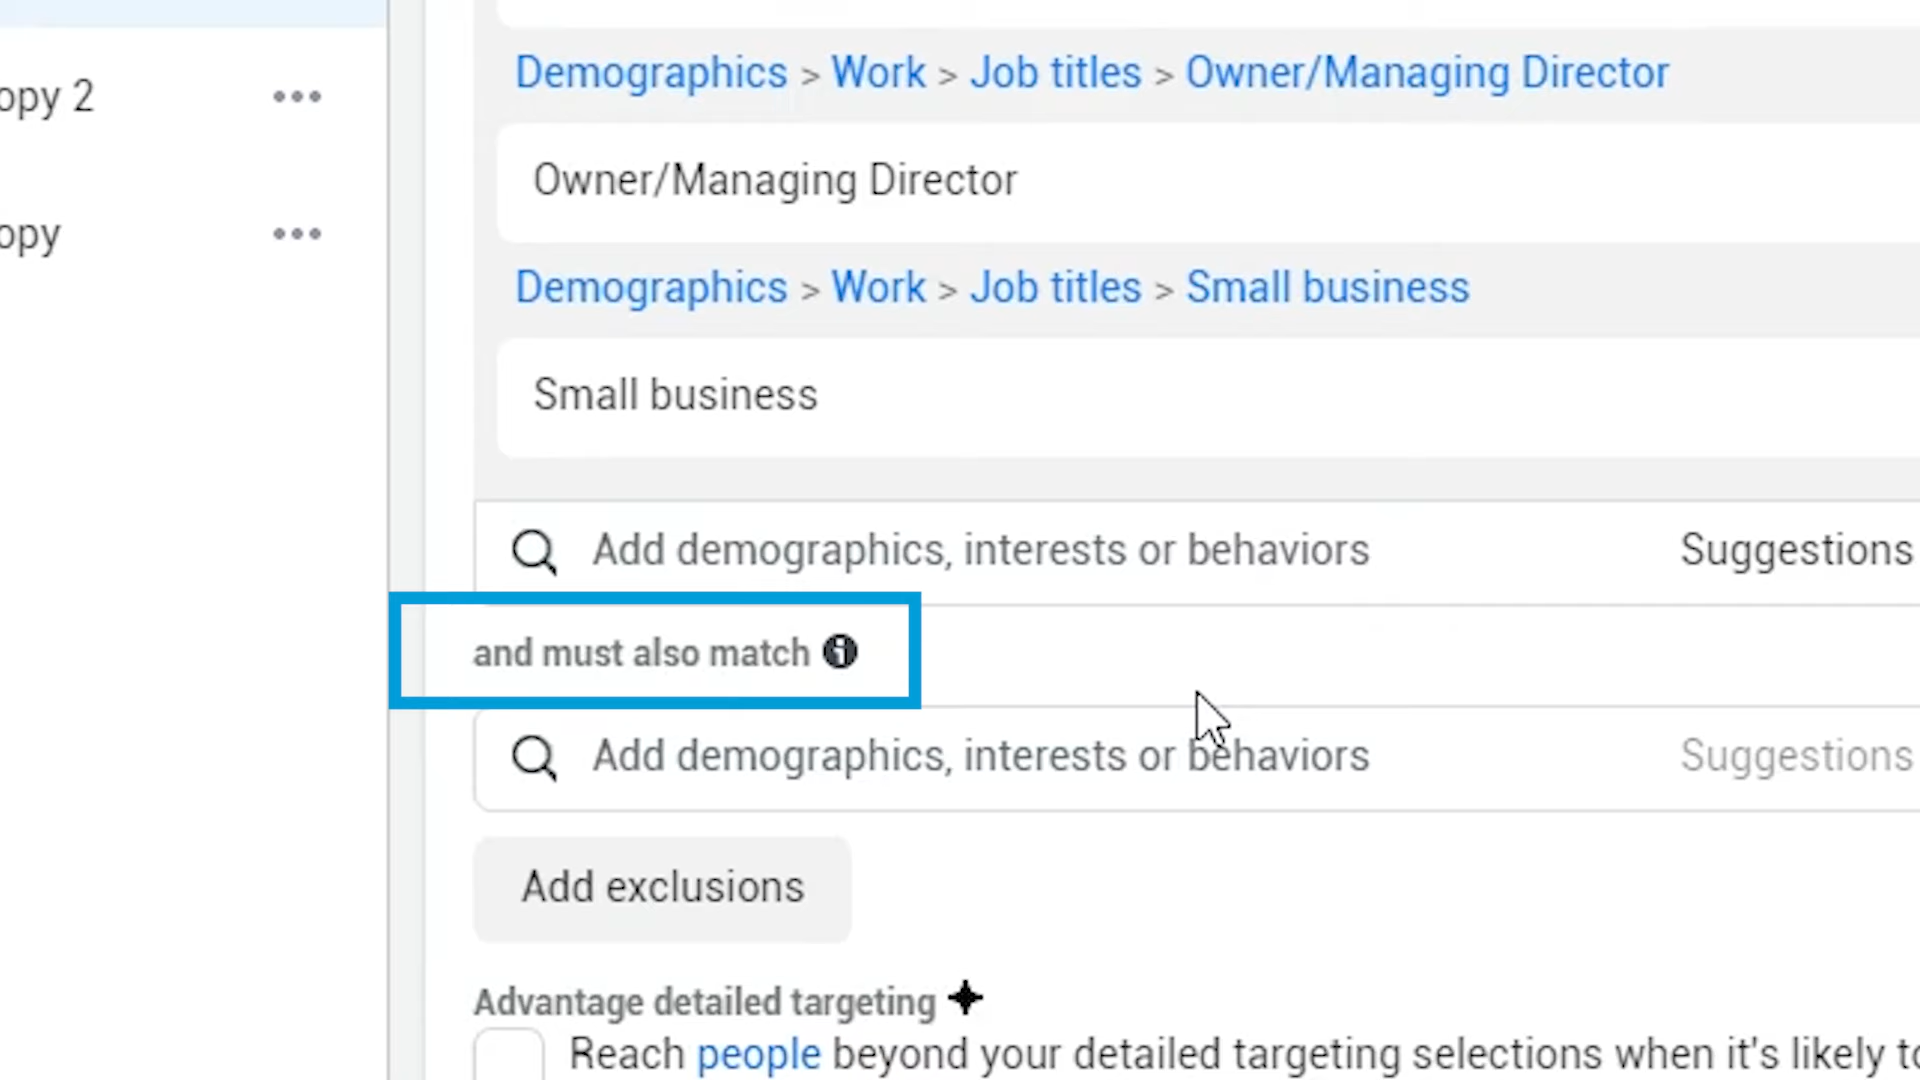 Demographics > Work > Job titles > Owner/Managing Director
opy 2
Owner/Managing Director
opy
Demographics > Work > Job titles > Small business
Small business
Add demographics, interests or behaviors Suggestions
and must also match
Add demographics, interests or behaviors Suggestions
Add exclusions
Advantage detailed targeting
Reach people beyond your detailed targeting selections when it's likely to